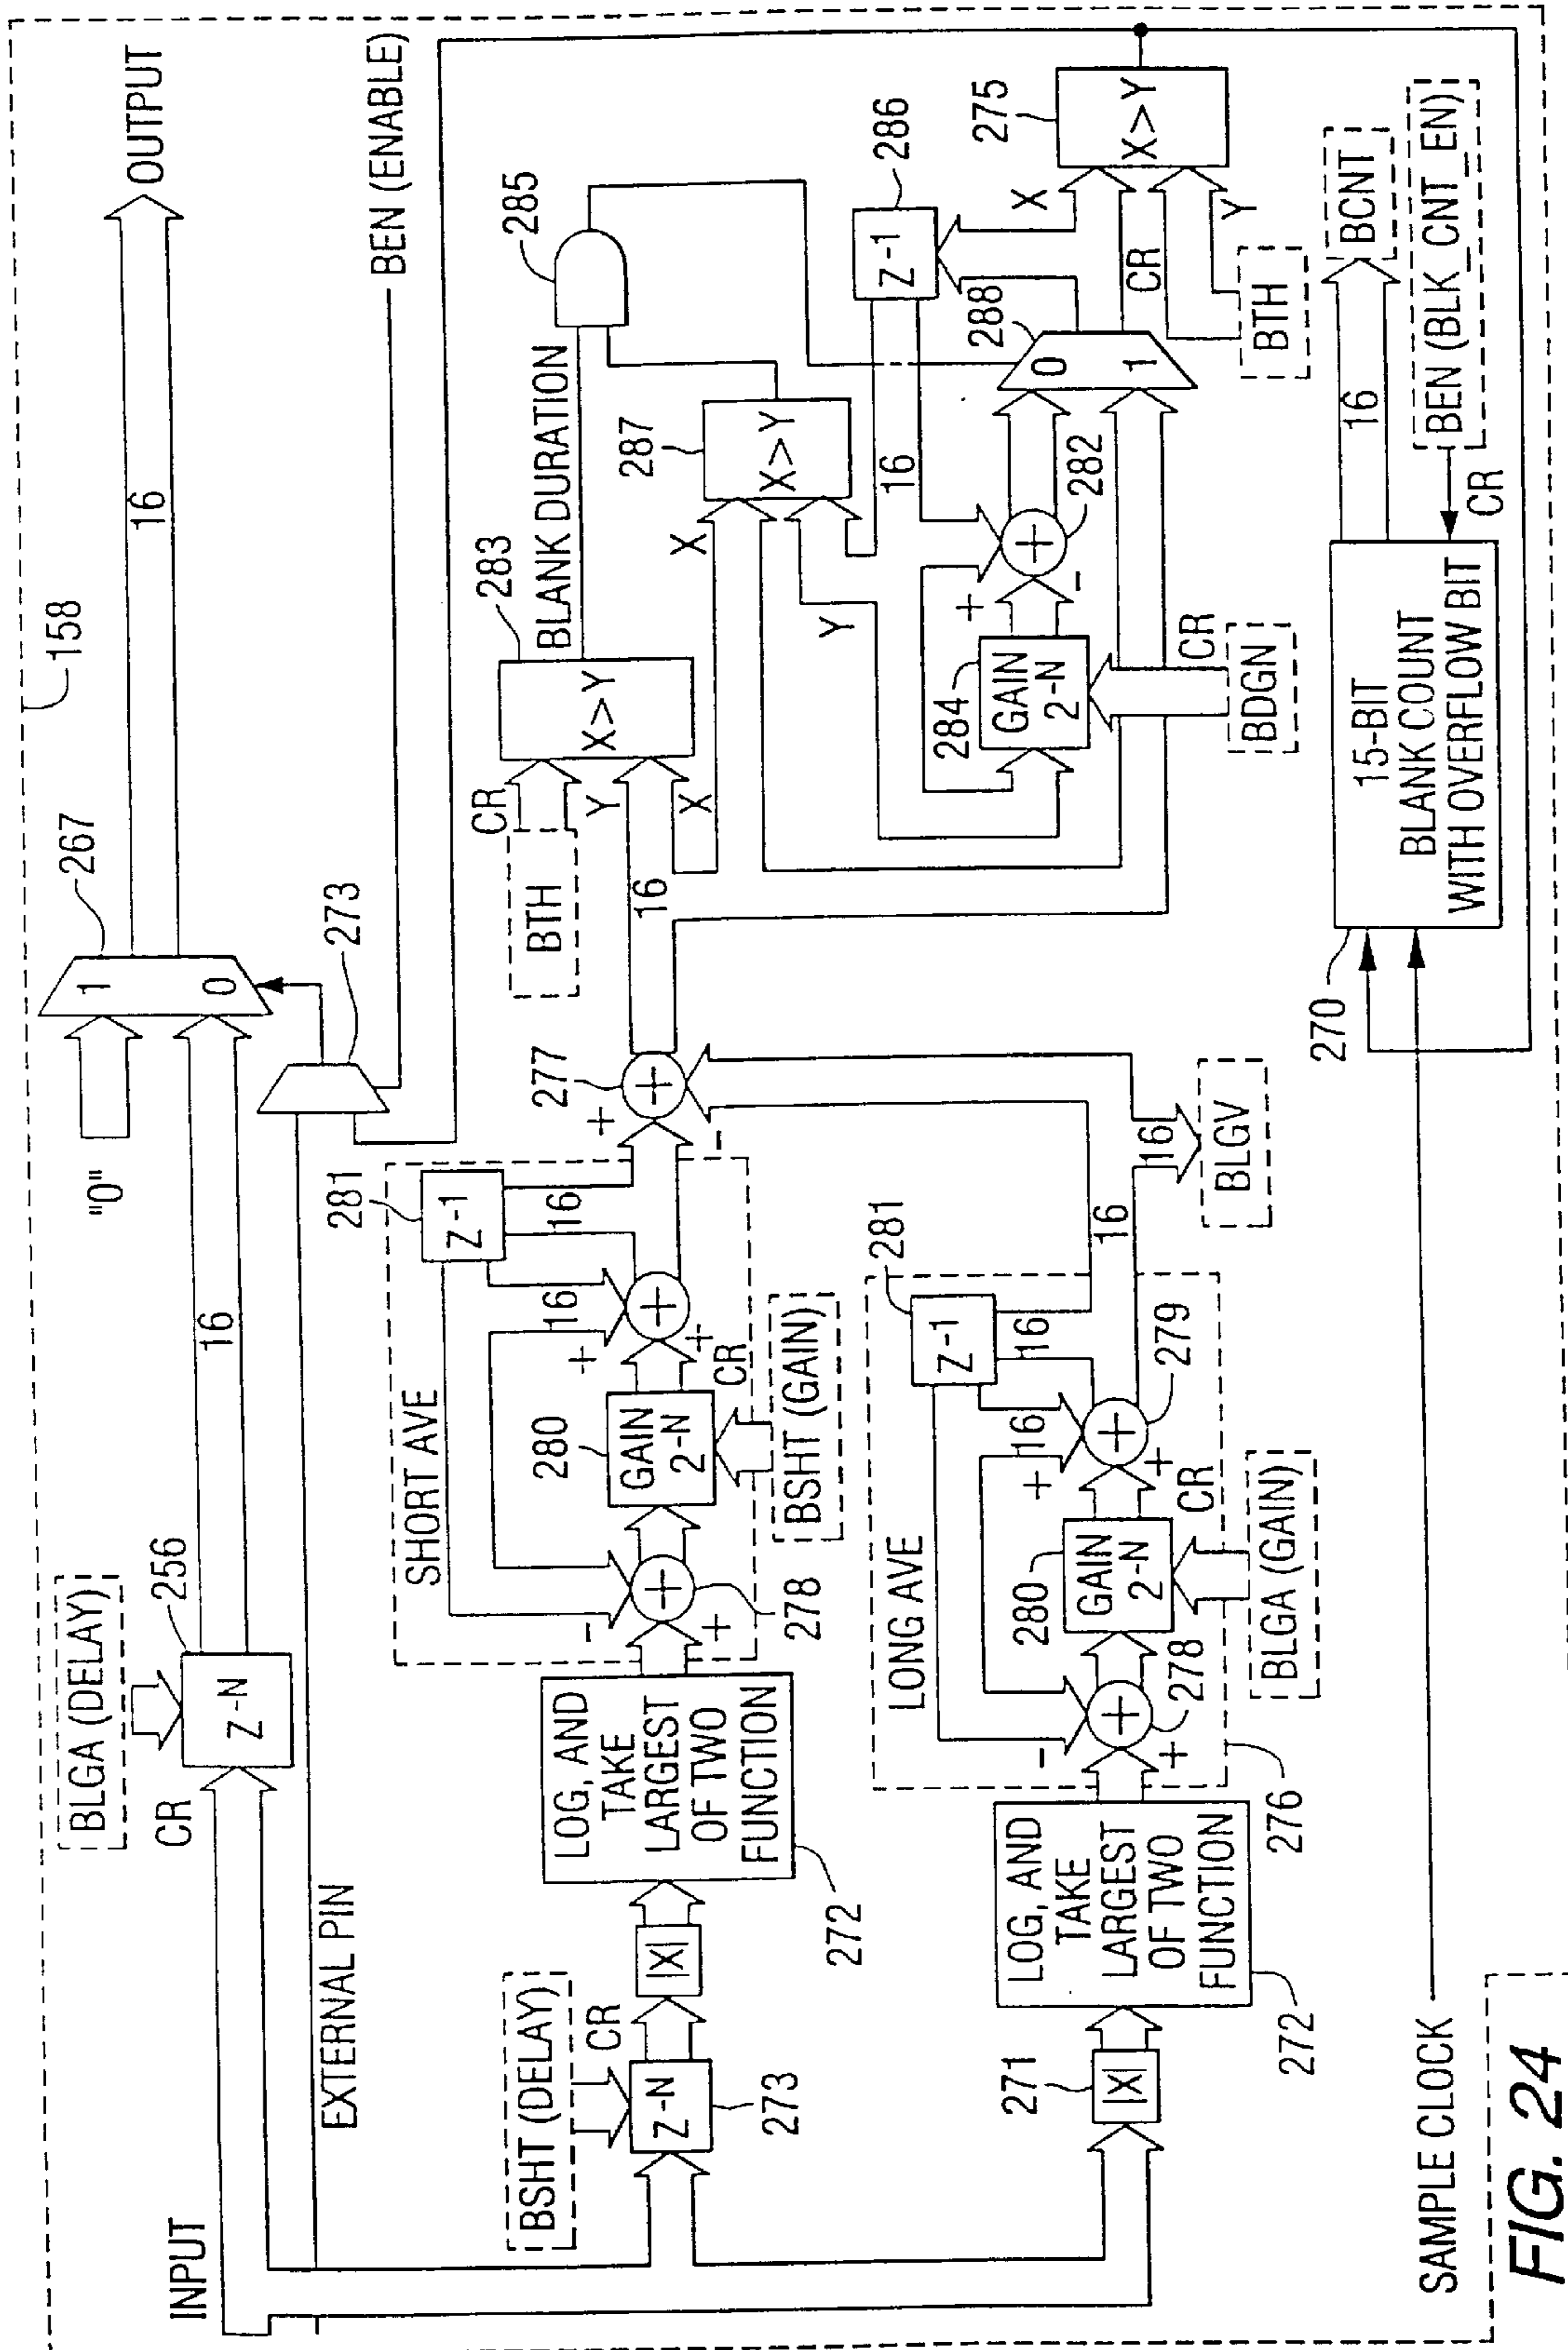 158
INPUT
BLGA (DELAY)
CR
256
Z-N
16
"0"
267
1
0
16
OUTPUT
EXTERNAL PIN
273
BEN (ENABLE)
BSHT (DELAY)
CR
Z-N
273
|X|
LOG, AND
TAKE
LARGEST
OF TWO
FUNCTION
272
SHORT AVE
281
Z-1
16
16
-
+
278
280
GAIN
2-N
+
+
CR
BSHT (GAIN)
277
+
-
16
BTH
CR
Y
X
283
X>Y
BLANK DURATION
285
287
X>Y
X
Y
16
286
Z-1
284
GAIN
2-N
+
-
282
CR
BDGN
288
0
1
X
CR
Y
BTH
275
X>Y
271
|X|
LOG, AND
TAKE
LARGEST
OF TWO
FUNCTION
272
LONG AVE
281
Z-1
16
16
-
+
278
280
GAIN
2-N
+
+
279
CR
BLGA (GAIN)
276
16
16
BLGV
SAMPLE CLOCK
270
15-BIT
BLANK COUNT
WITH OVERFLOW BIT
16
BCNT
BEN (BLK_CNT_EN)
CR
FIG. 24